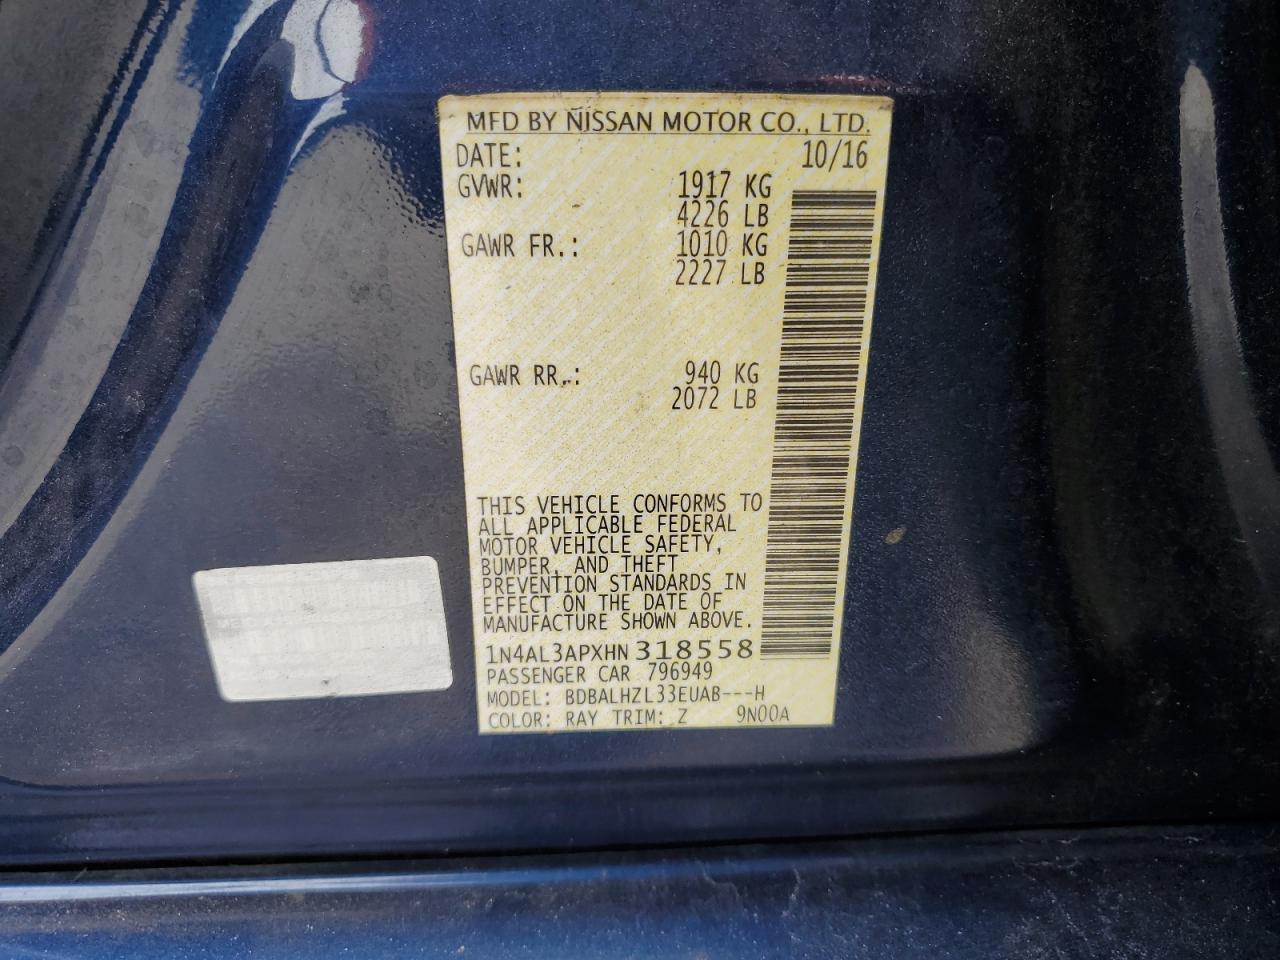 MFD BY NISSAN MOTOR CO., LTD.
DATE: 10/16
GVWR: 1917 KG
4226 LB
GAWR FR.: 1010 KG
2227 LB
GAWR RR.: 940 KG
2072 LB
THIS VEHICLE CONFORMS TO
ALL APPLICABLE FEDERAL
MOTOR VEHICLE SAFETY,
BUMPER, AND THEFT
PREVENTION STANDARDS IN
EFFECT ON THE DATE OF
MANUFACTURE SHOWN ABOVE.
1N4AL3APXHN 318558
PASSENGER CAR 796949
MODEL: BDBALHZL33EUAB---H
COLOR: RAY TRIM: Z 9N00A